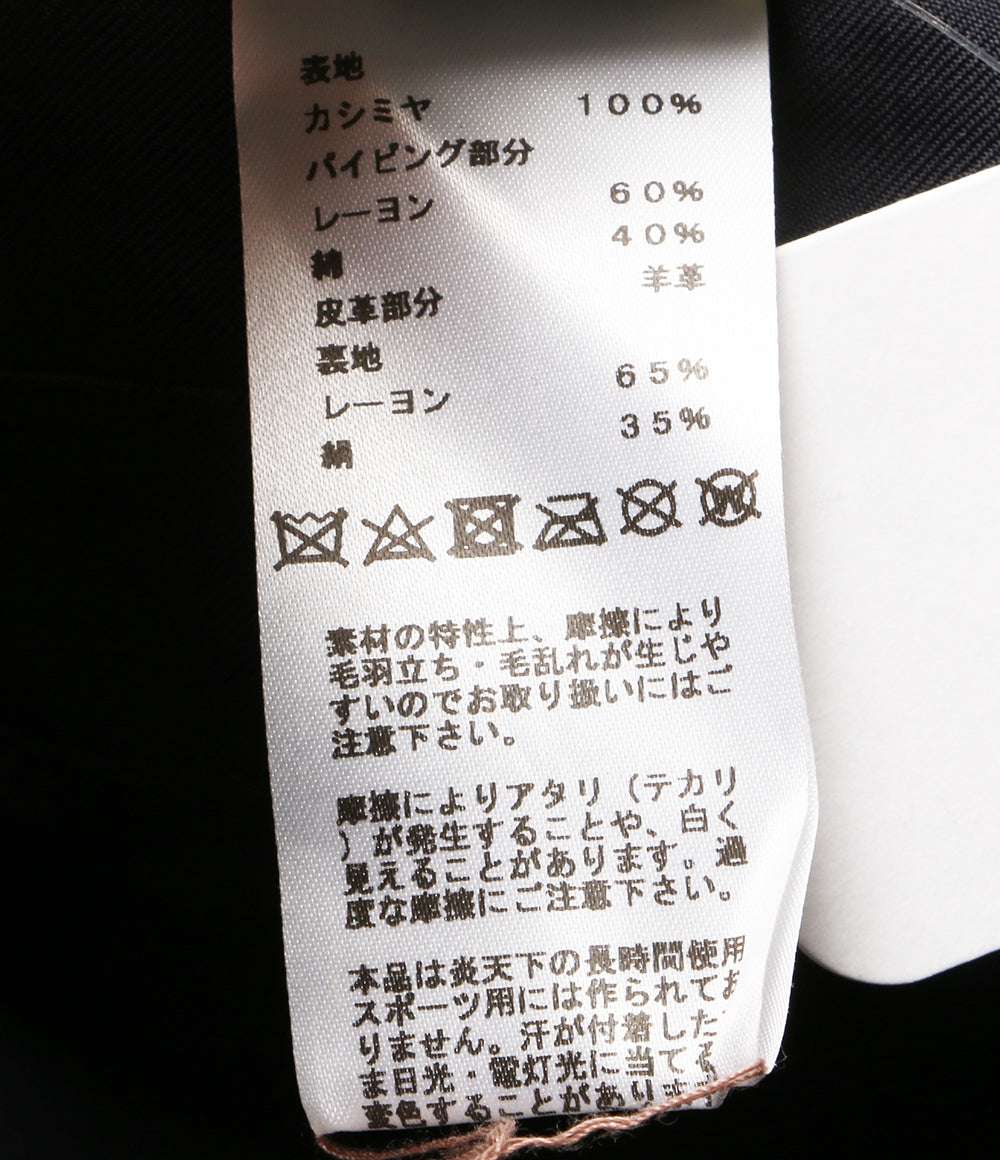 表地
カシミヤ 100%
パイピング部分
レーヨン 60%
綿 40%
皮革部分 羊革
裏地
レーヨン 65%
絹 35%
素材の特性上、摩擦により
毛羽立ち・毛乱れが生じや
すいのでお取り扱いにはご
注意下さい。
摩擦によりアタリ（テカリ
）が発生することや、白く
見えることがあります。過
度な摩擦にご注意下さい。
本品は炎天下の長時間使用
スポーツ用には作られてお
りません。汗が付着した
ま日光・電灯光に当て
変色することがあります